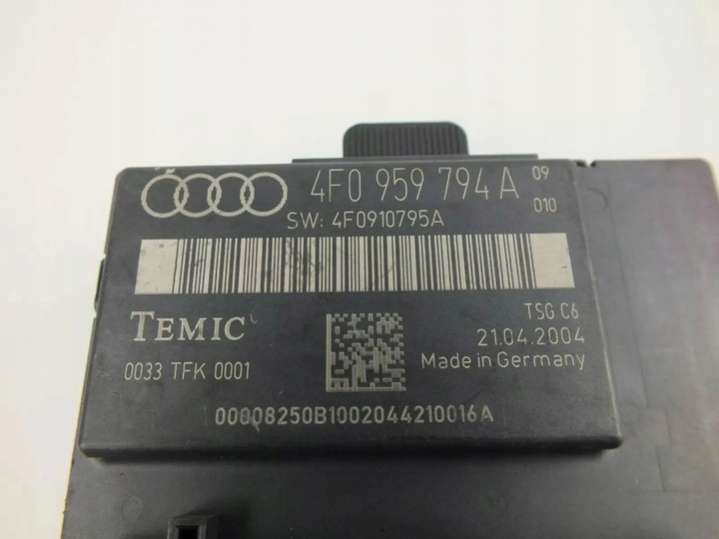 4F0 959 794 A 09
010
SW: 4F0910795A
TEMIC
TSG C6
21.04.2004
0033 TFK 0001
Made in Germany
00008250B1002044210016A